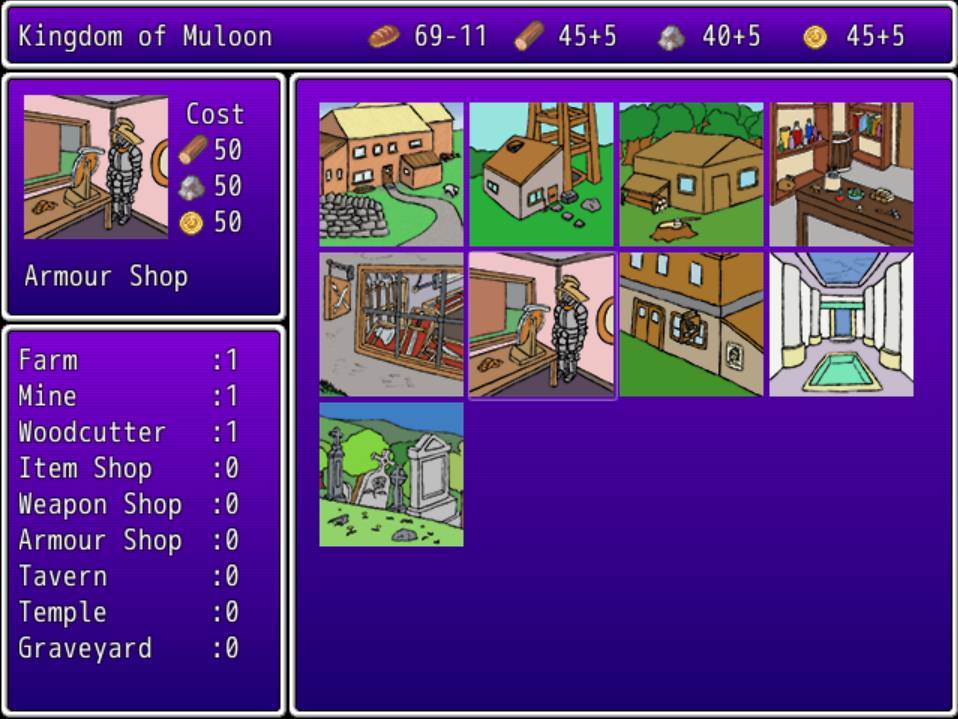 Kingdom of Muloon 69-11 45+5 40+5 45+5
Cost
50
50
50
Armour Shop
Farm :1
Mine :1
Woodcutter :1
Item Shop :0
Weapon Shop :0
Armour Shop :0
Tavern :0
Temple :0
Graveyard :0